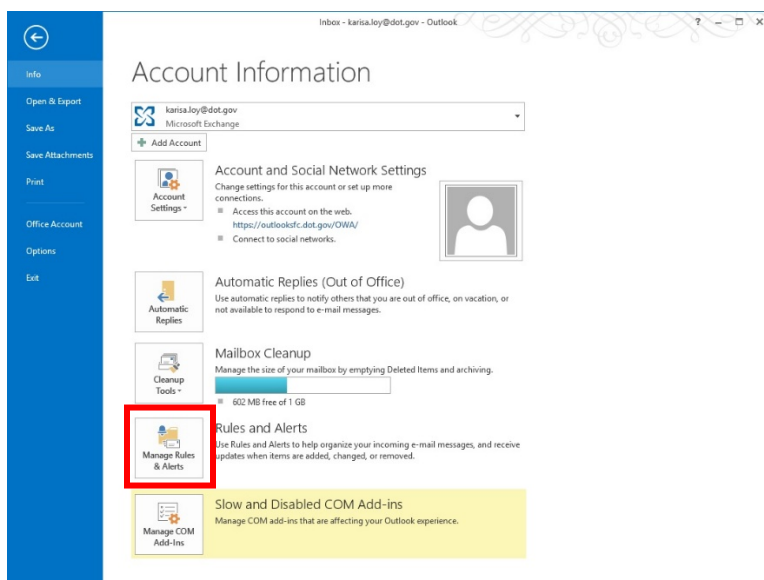 Inbox - karisa.loy@dot.gov - Outlook
?
Info
Open & Export
Save As
Save Attachments
Print
Office Account
Options
Exit
Account Information
karisa.loy@dot.gov
Microsoft Exchange
Add Account
Account
Settings
Account and Social Network Settings
Change settings for this account or set up more
connections.
Access this account on the web.
https://outlooksfc.dot.gov/OWA/
Connect to social networks.
Automatic
Replies
Automatic Replies (Out of Office)
Use automatic replies to notify others that you are out of office, on vacation, or
not available to respond to e-mail messages.
Cleanup
Tools
Mailbox Cleanup
Manage the size of your mailbox by emptying Deleted Items and archiving.
602 MB free of 1 GB
Manage Rules
& Alerts
Rules and Alerts
Use Rules and Alerts to help organize your incoming e-mail messages, and receive
updates when items are added, changed, or removed.
Manage COM
Add-Ins
Slow and Disabled COM Add-ins
Manage COM add-ins that are affecting your Outlook experience.